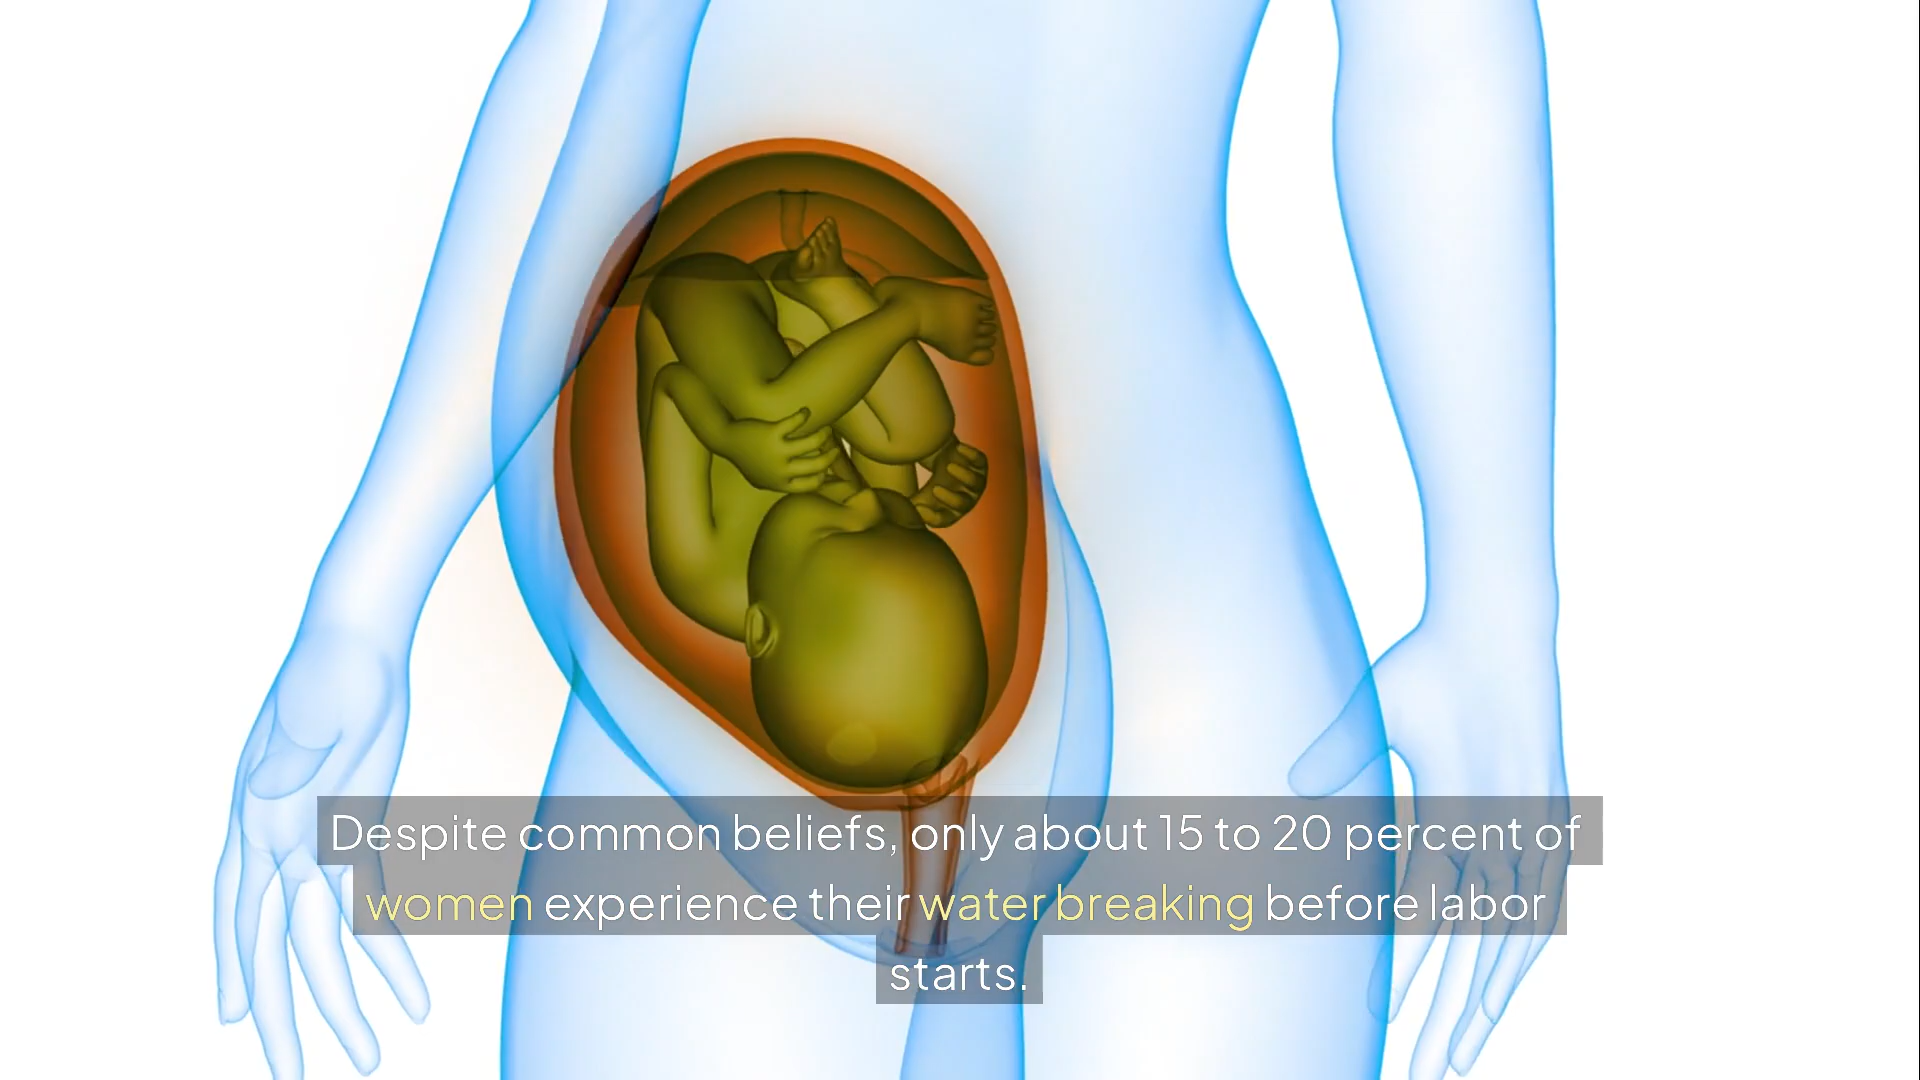 Despite common beliefs, only about 15 to 20 percent of
women experience their water breaking before labor
starts.